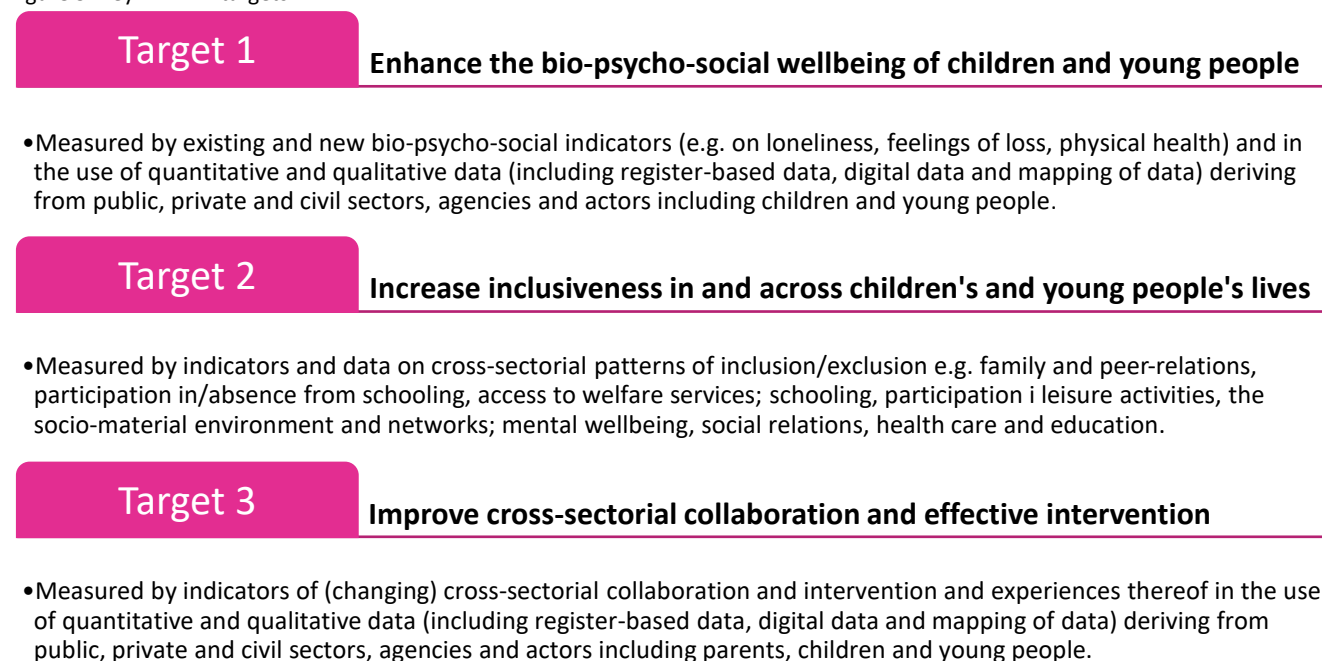 Target 1
Enhance the bio-psycho-social wellbeing of children and young people
•Measured by existing and new bio-psycho-social indicators (e.g. on loneliness, feelings of loss, physical health) and in
the use of quantitative and qualitative data (including register-based data, digital data and mapping of data) deriving
from public, private and civil sectors, agencies and actors including children and young people.
Target 2
Increase inclusiveness in and across children's and young people's lives
•Measured by indicators and data on cross-sectorial patterns of inclusion/exclusion e.g. family and peer-relations,
participation in/absence from schooling, access to welfare services; schooling, participation i leisure activities, the
socio-material environment and networks; mental wellbeing, social relations, health care and education.
Target 3
Improve cross-sectorial collaboration and effective intervention
•Measured by indicators of (changing) cross-sectorial collaboration and intervention and experiences thereof in the use
of quantitative and qualitative data (including register-based data, digital data and mapping of data) deriving from
public, private and civil sectors, agencies and actors including parents, children and young people.